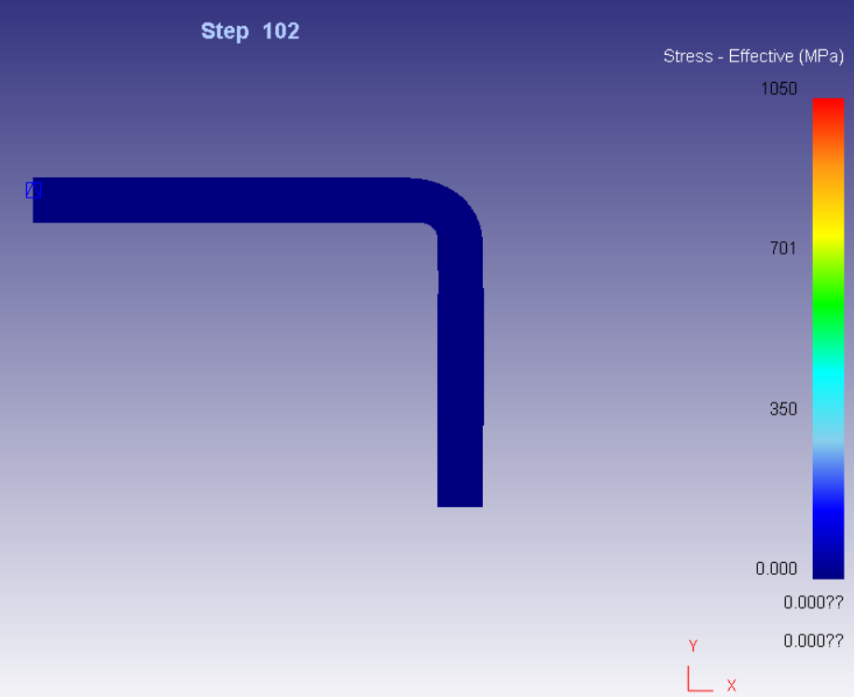 Step 102
Stress - Effective (MPa)
1050
701
350
0.000
0.000??
0.000??
Y
X